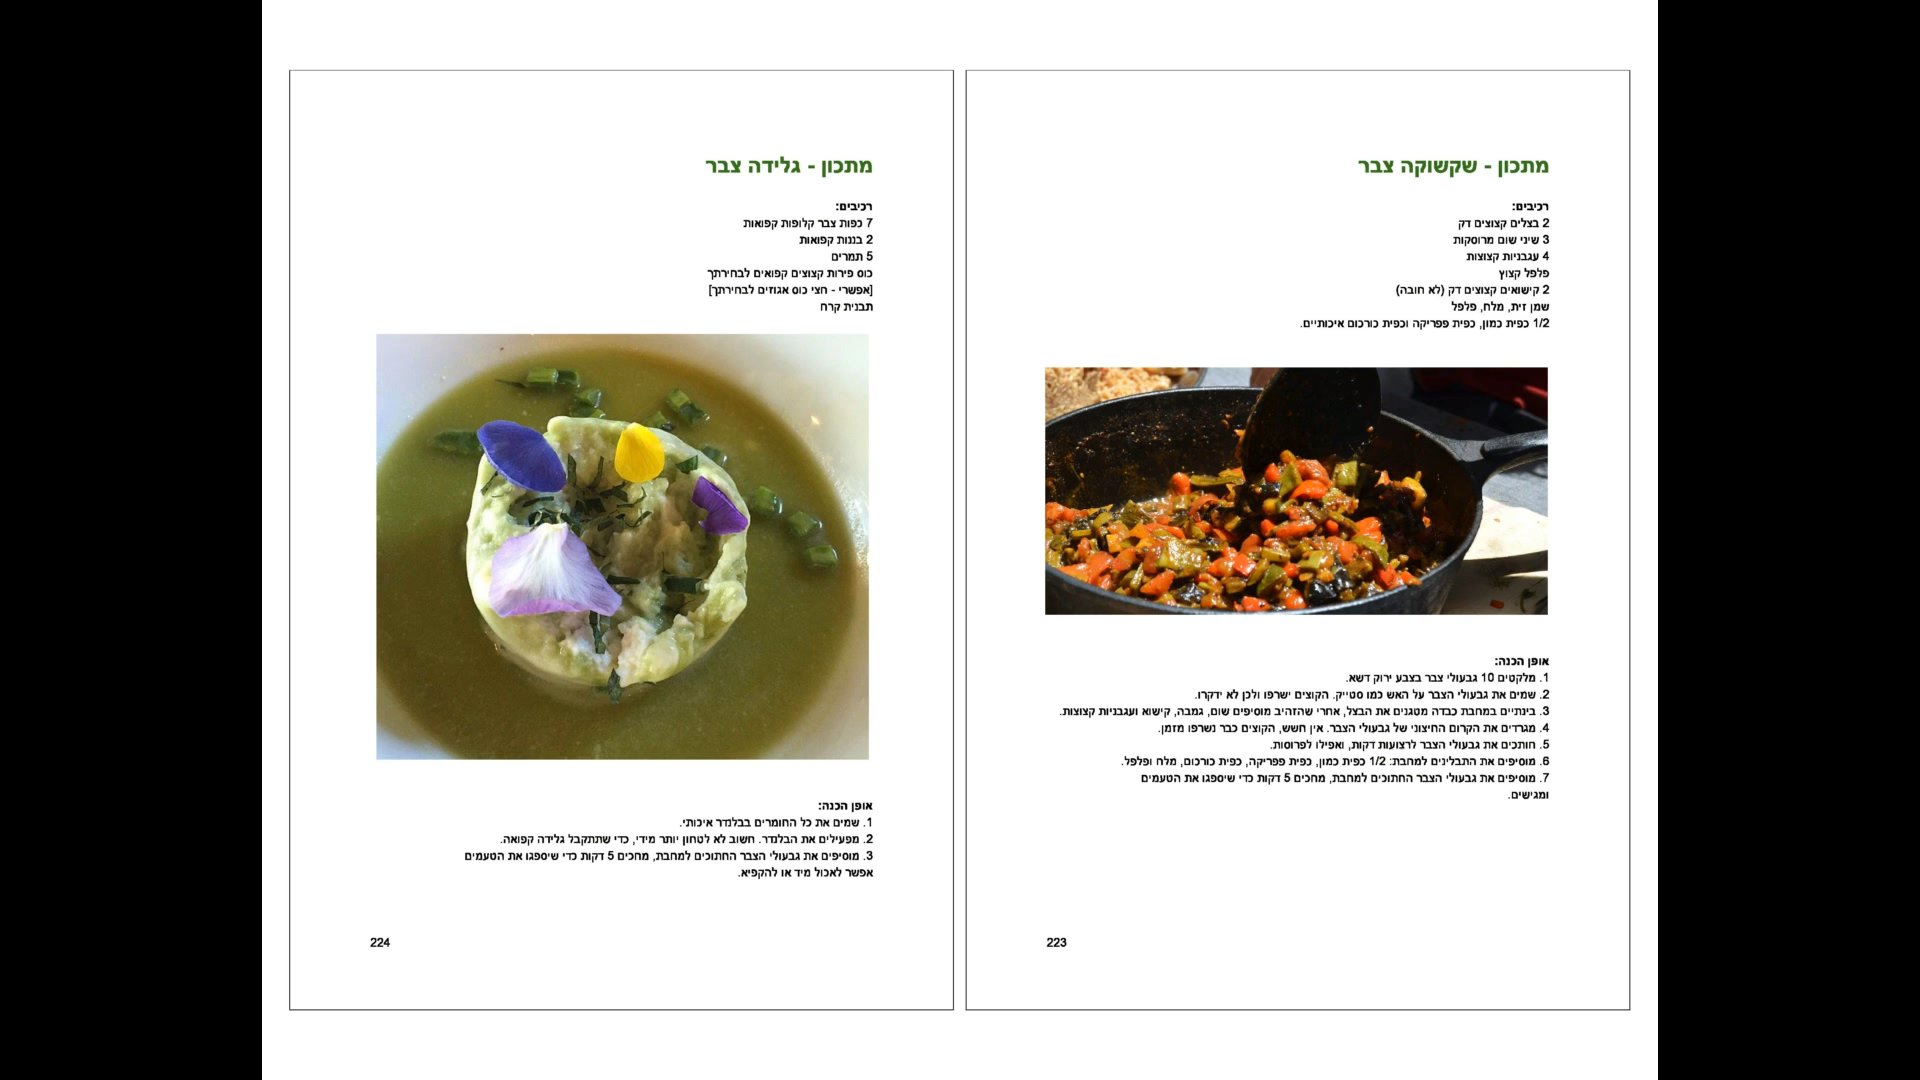 מתכון - שקשוקה צבר
רכיבים:
2 בצלים קצוצים דק
3 שיני שום מרוסקות
4 עגבניות קצוצות
פלפל קצוץ
2 קישואים קצוצים דק (לא חובה)
שמן זית, מלח, פלפל
1/2 כפית כמון, כפית פפריקה וכפית כורכום איכותיים.
אופן הכנה:
1. מלקטים 10 גבעולי צבר בצבע ירוק דשא.
2. שמים את גבעולי הצבר על האש כמו סטייק. הקוצים ישרפו ולכן לא ידקרו.
3. בינתיים במחבת כבדה מטגנים את הבצל, אחרי שהזהיב מוסיפים שום, גמבה, קישוא ועגבניות קצוצות.
4. מגרדים את הקרום החיצוני של גבעולי הצבר. אין חשש, הקוצים כבר נשרפו מזמן.
5. חותכים את גבעולי הצבר לרצועות דקות, ואפילו לפרוסות.
6. מוסיפים את התבלינים למחבת: 1/2 כפית כמון, כפית פפריקה, כפית כורכום, מלח ופלפל.
7. מוסיפים את גבעולי הצבר החתוכים למחבת, מחכים 5 דקות כדי שיספגו את הטעמים
ומגישים.
223
מתכון - גלידה צבר
רכיבים:
7 כפות צבר קלופות קפואות
2 בננות קפואות
5 תמרים
כוס פירות קצוצים קפואים לבחירתך
[אפשרי - חצי כוס אגוזים לבחירתך]
תבנית קרח
אופן הכנה:
1. שמים את כל החומרים בבלנדר איכותי.
2. מפעילים את הבלנדר. חשוב לא לטחון יותר מידי, כדי שתתקבל גלידה קפואה.
3. מוסיפים את גבעולי הצבר החתוכים למחבת, מחכים 5 דקות כדי שיספגו את הטעמים
אפשר לאכול מיד או להקפיא.
224